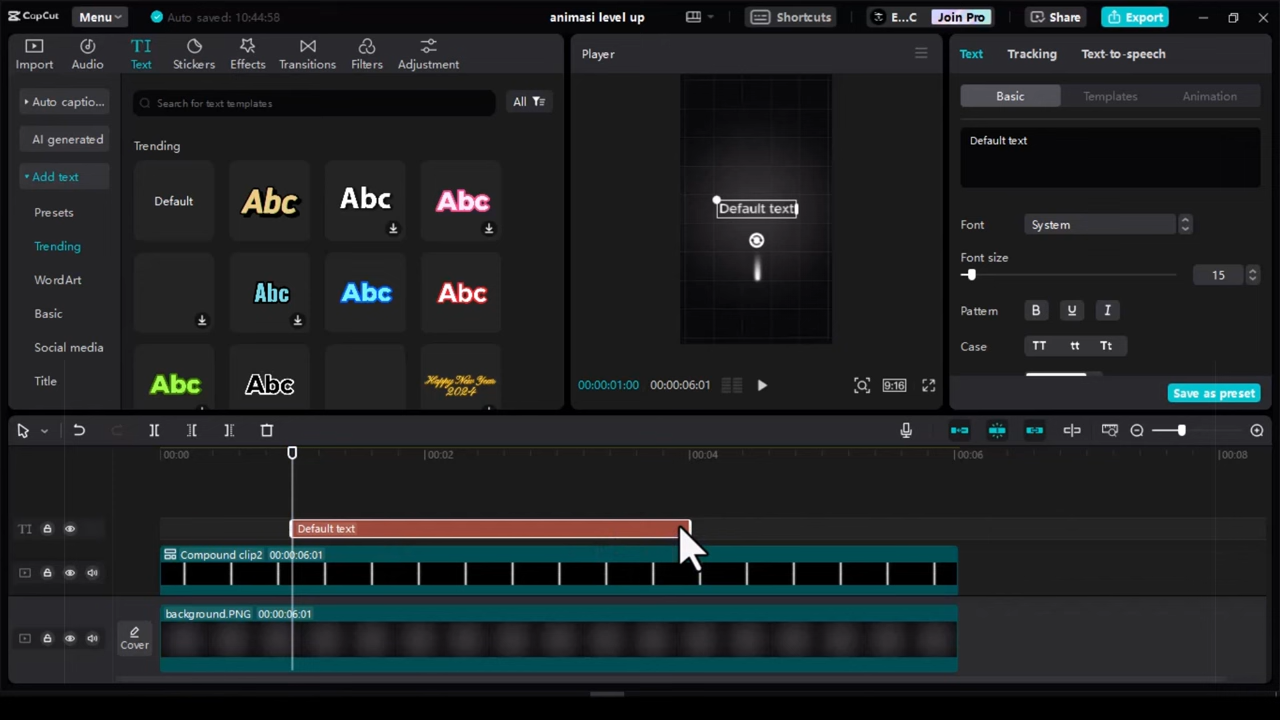 CapCut Menu Auto saved: 10:44:58 animasi level up Shortcuts E...C Join Pro Share Export
Import Audio Text Stickers Effects Transitions Filters Adjustment
Auto captio...
AI generated
Add text
Presets
Trending
WordArt
Basic
Social media
Title
Search for text templates All
Trending
Default Abc Abc Abc
Abc Abc Abc
Abc Abc Happy New Year 2024
Player
Default text
00:00:01:00 00:00:06:01 9:16
Text Tracking Text-to-speech
Basic Templates Animation
Default text
Font System
Font size
15
Pattern B U I
Case TT tt Tt
Save as preset
00:00 00:02 00:04 00:06 00:08
TI Default text
Compound clip2 00:00:06:01
background.PNG 00:00:06:01
Cover